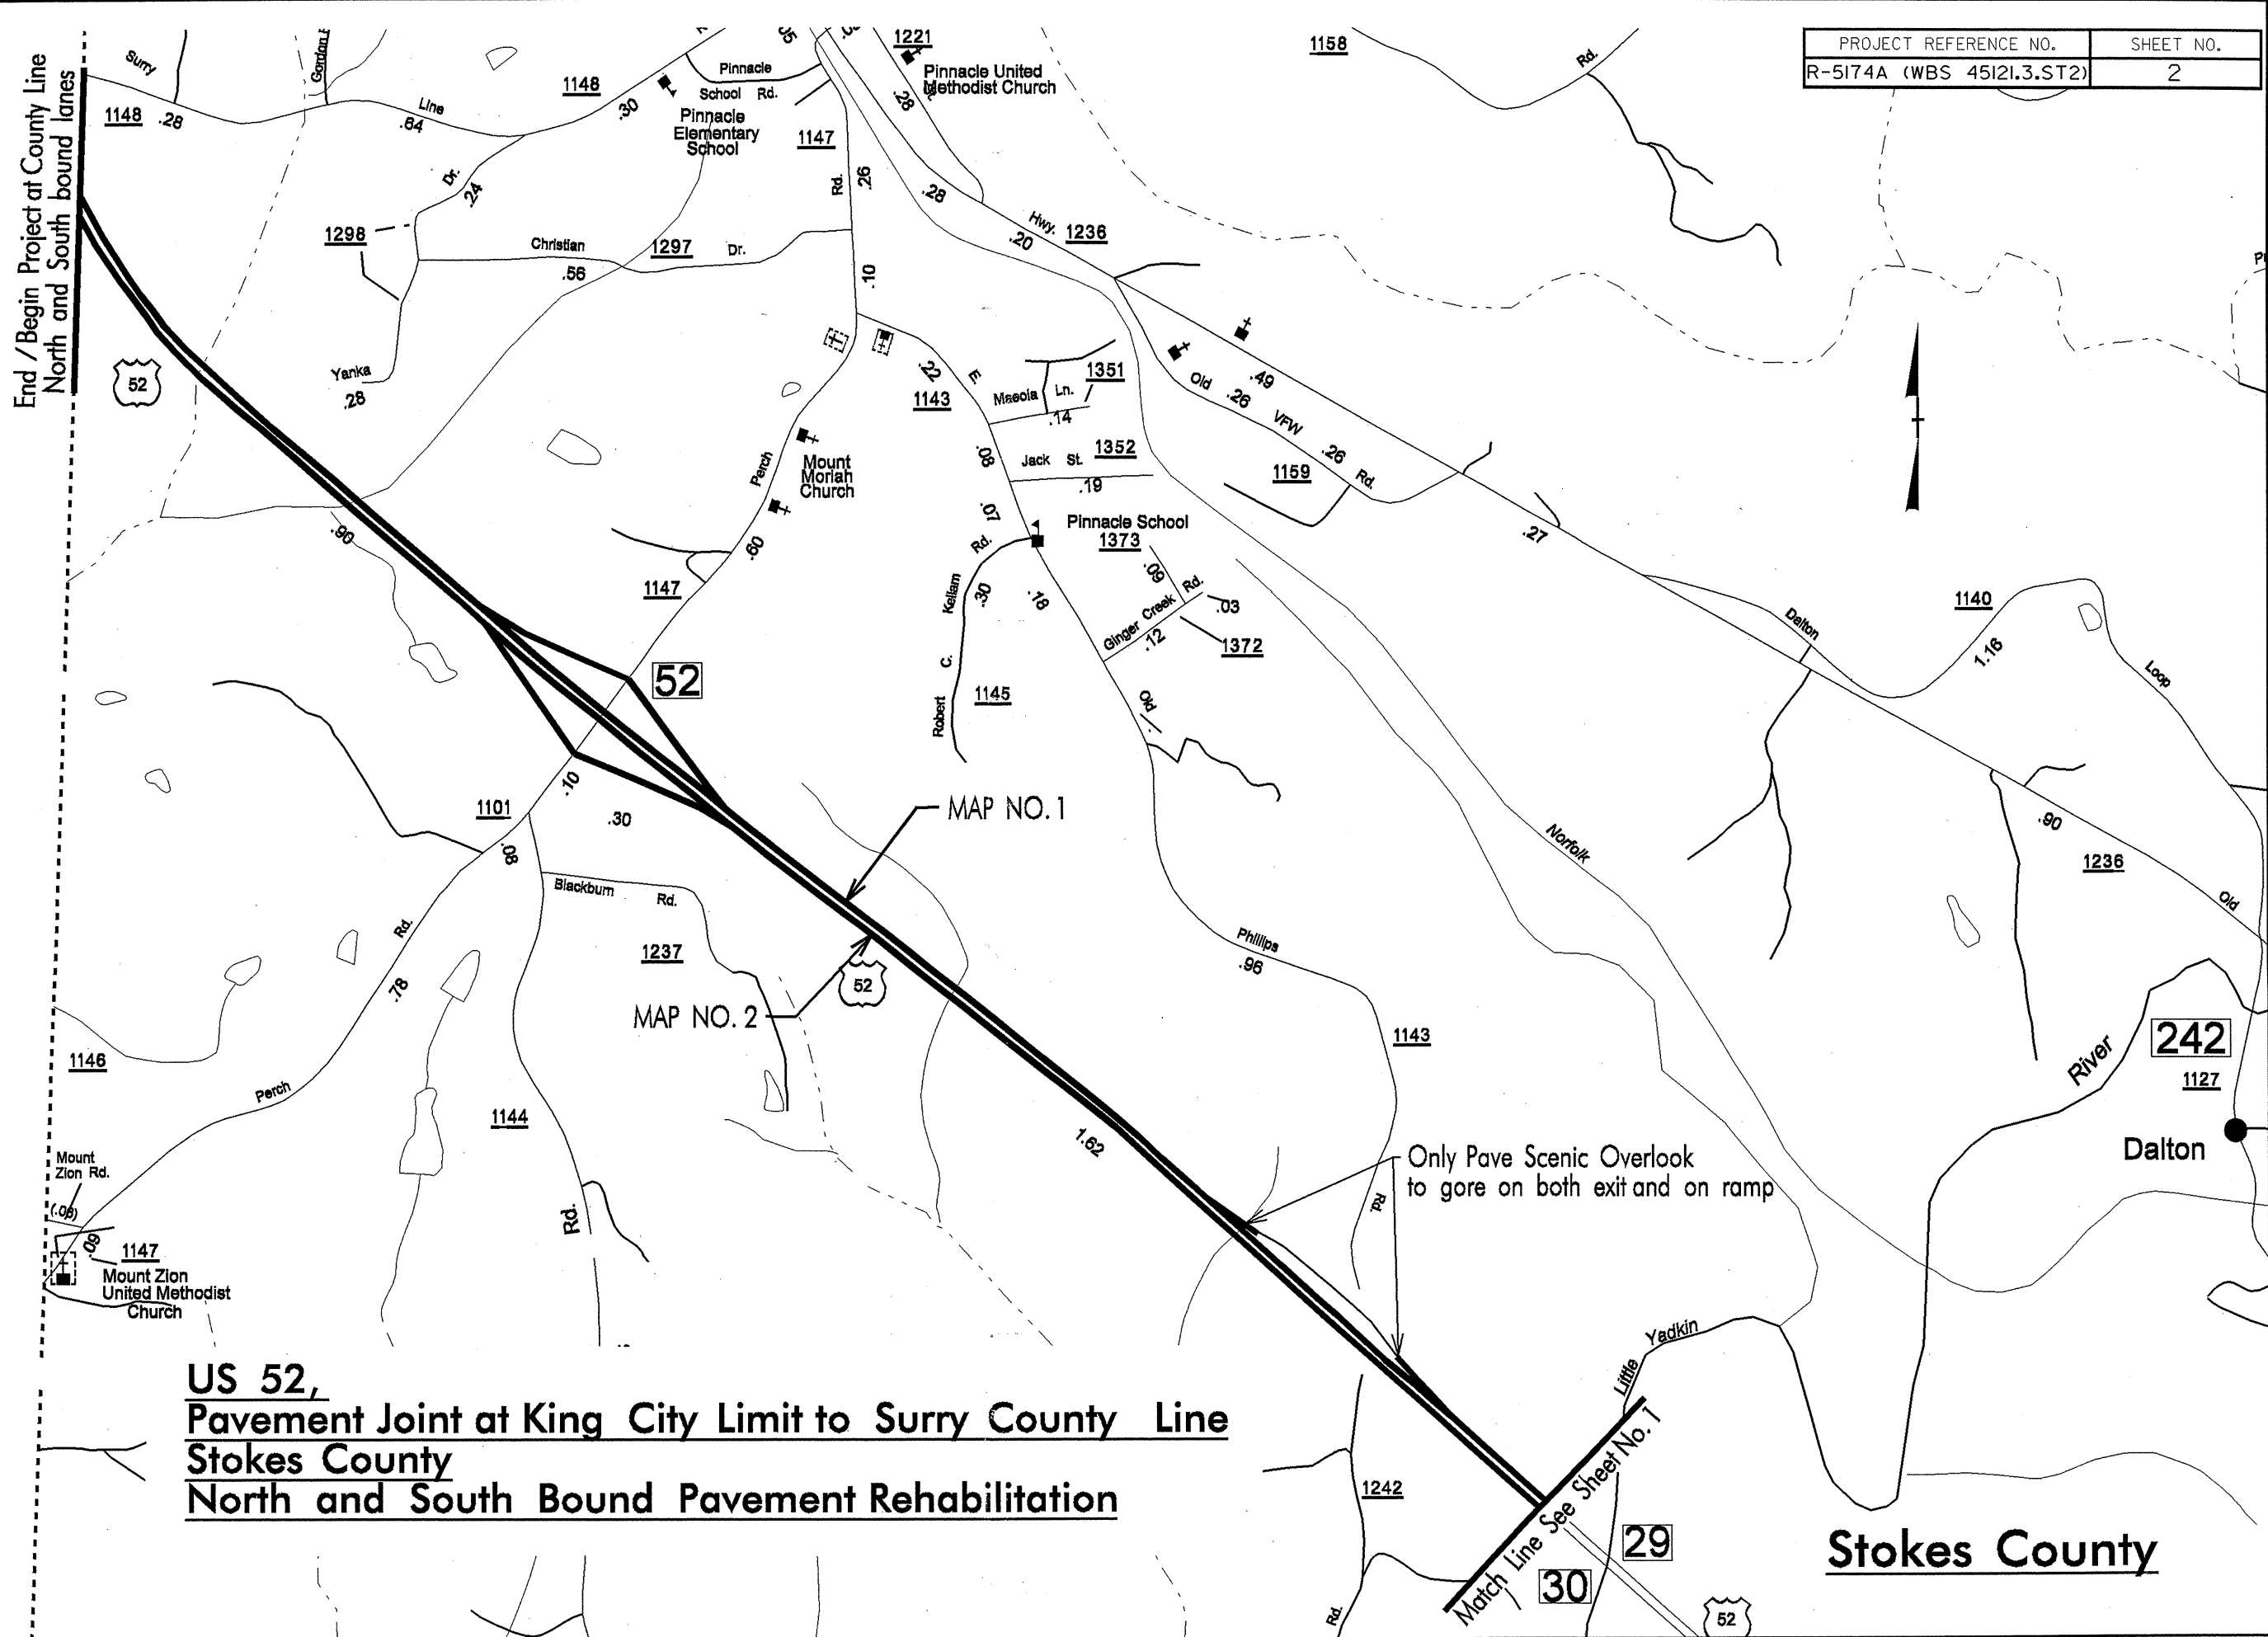 PROJECT REFERENCE NO.
SHEET NO.
R-5174A (WBS 45121.3.ST2)
2
End / Begin Project at County Line
North and South bound lanes
Surry
Gordon
1148
.28
Line
.64
1148
.30
Pinnacle
School Rd.
Pinnacle
Elementary
School
.05
1221
Pinnacle United
Methodist Church
.28
1158
Rd.
1147
Rd.
.26
Dr.
.24
1298
Christian
1297
Dr.
.56
.10
.28
Hwy.
.20
1236
52
Yanka
.28
.22
E.
1143
Masola Ln.
1351
.14
.08
Jack St.
1352
.19
.07
.49
Old
.26
VFW
.26
Rd.
1159
Perch
Mount
Moriah
Church
.60
1147
.90
Pinnacle School
1373
.09
Rd.
Kellam
.30
.18
Ginger Creek Rd.
.03
.12
1372
C.
Robert
1145
Old
.27
Dalton
1140
1.16
Loop
52
.10
1101
.30
.08
Blackburn Rd.
MAP NO. 1
1237
MAP NO. 2
52
Norfolk
.90
1236
Old
Phillips
.96
Rd.
.78
1143
1146
Perch
1144
River
242
1127
Dalton
1.62
Only Pave Scenic Overlook
to gore on both exit and on ramp
Rd.
Mount
Zion Rd.
(.08)
.09
1147
Mount Zion
United Methodist
Church
Rd.
Little
Yadkin
US 52,
Pavement Joint at King City Limit to Surry County Line
Stokes County
North and South Bound Pavement Rehabilitation
1242
Match Line See Sheet No. 1
29
30
Rd.
52
Stokes County